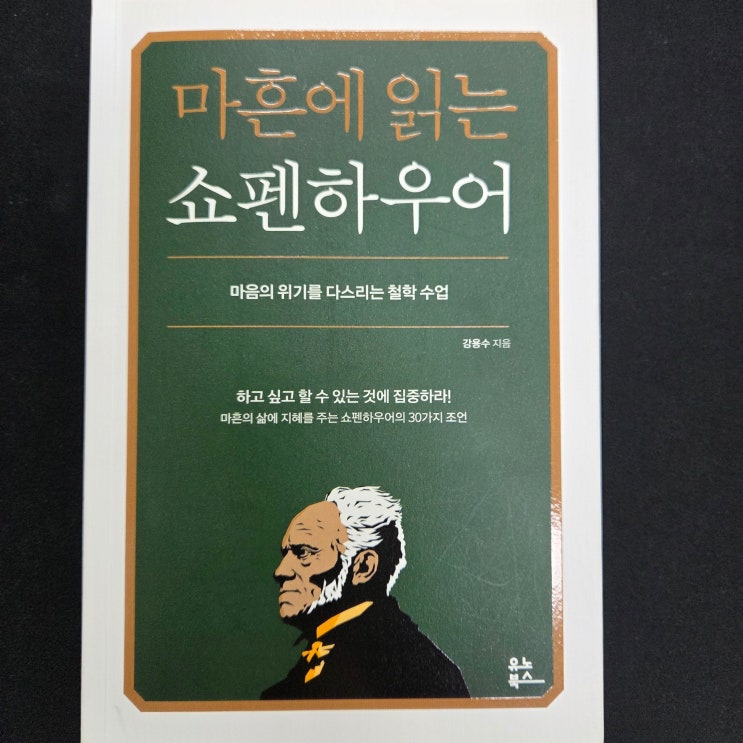 마흔에 읽는
쇼펜하우어
마음의 위기를 다스리는 철학 수업
강용수 지음
하고 싶고 할 수 있는 것에 집중하라!
마흔의 삶에 지혜를 주는 쇼펜하우어의 30가지 조언
유노
북스